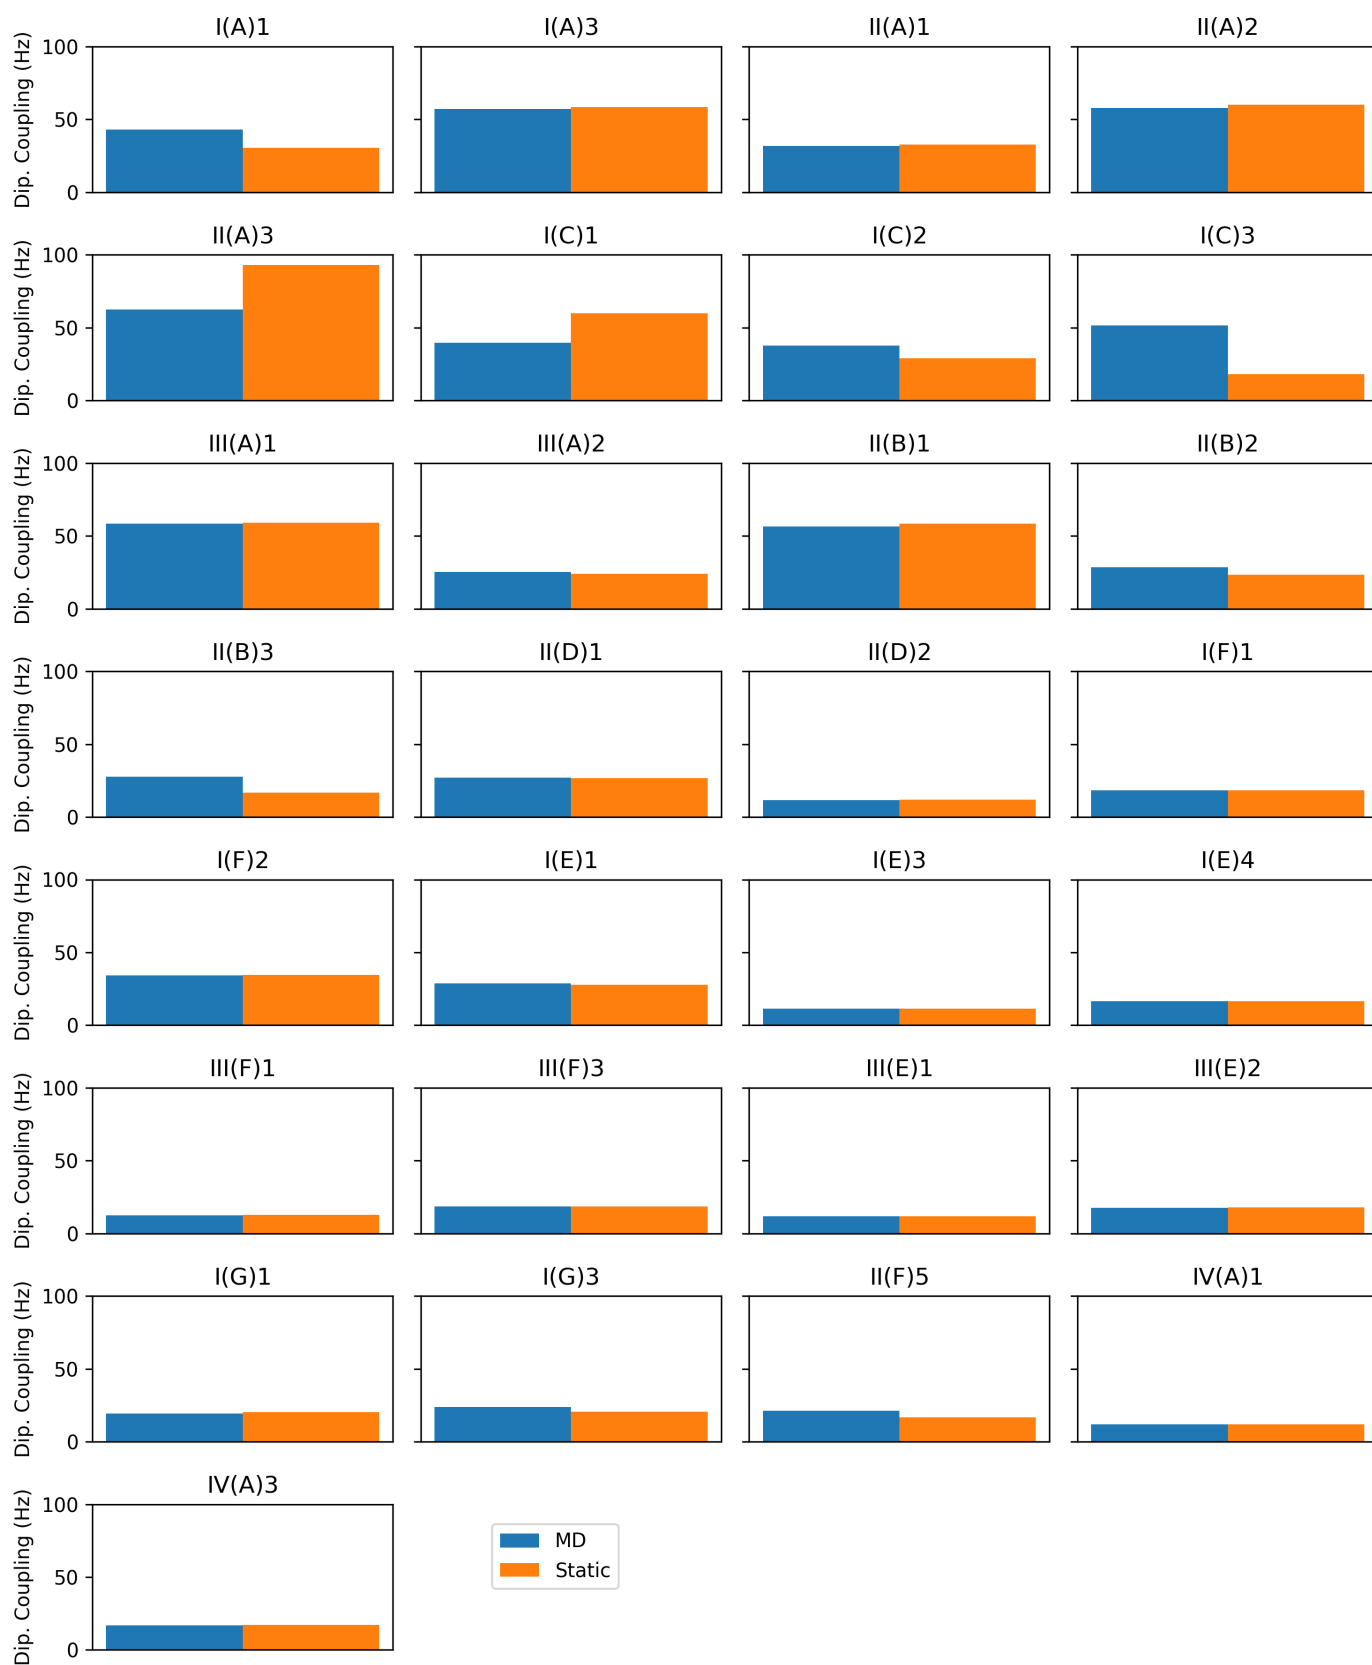 I(A)1 I(A)3 II(A)1 II(A)2
Dip. Coupling (Hz)
100
50
0
II(A)3 I(C)1 I(C)2 I(C)3
Dip. Coupling (Hz)
100
50
0
III(A)1 III(A)2 II(B)1 II(B)2
Dip. Coupling (Hz)
100
50
0
II(B)3 II(D)1 II(D)2 I(F)1
Dip. Coupling (Hz)
100
50
0
I(F)2 I(E)1 I(E)3 I(E)4
Dip. Coupling (Hz)
100
50
0
III(F)1 III(F)3 III(E)1 III(E)2
Dip. Coupling (Hz)
100
50
0
I(G)1 I(G)3 II(F)5 IV(A)1
Dip. Coupling (Hz)
100
50
0
IV(A)3
Dip. Coupling (Hz)
100
50
0
MD
Static